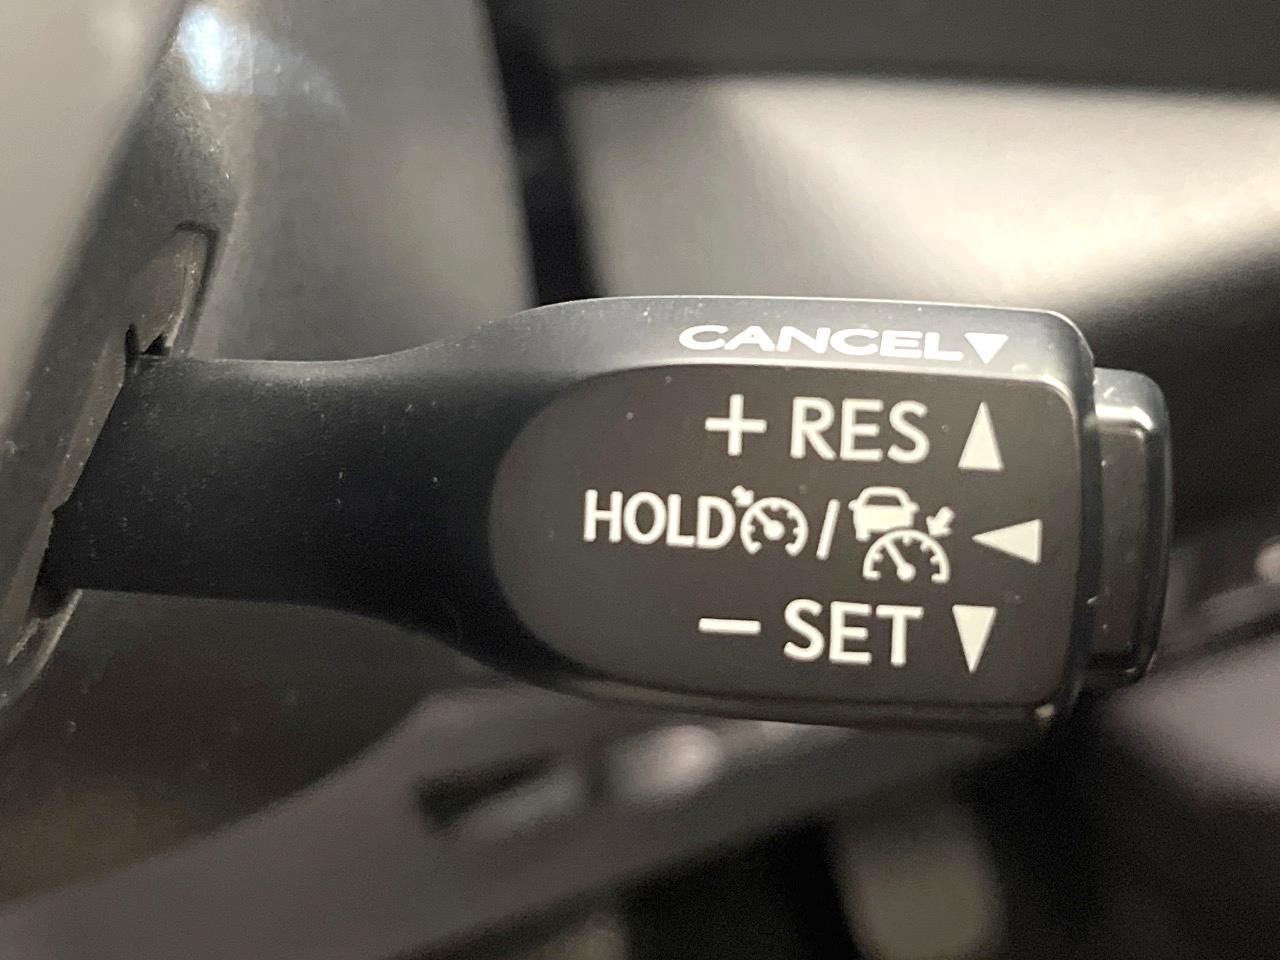 CANCEL▼
+ RES ▲
HOLD / ◀
− SET ▼